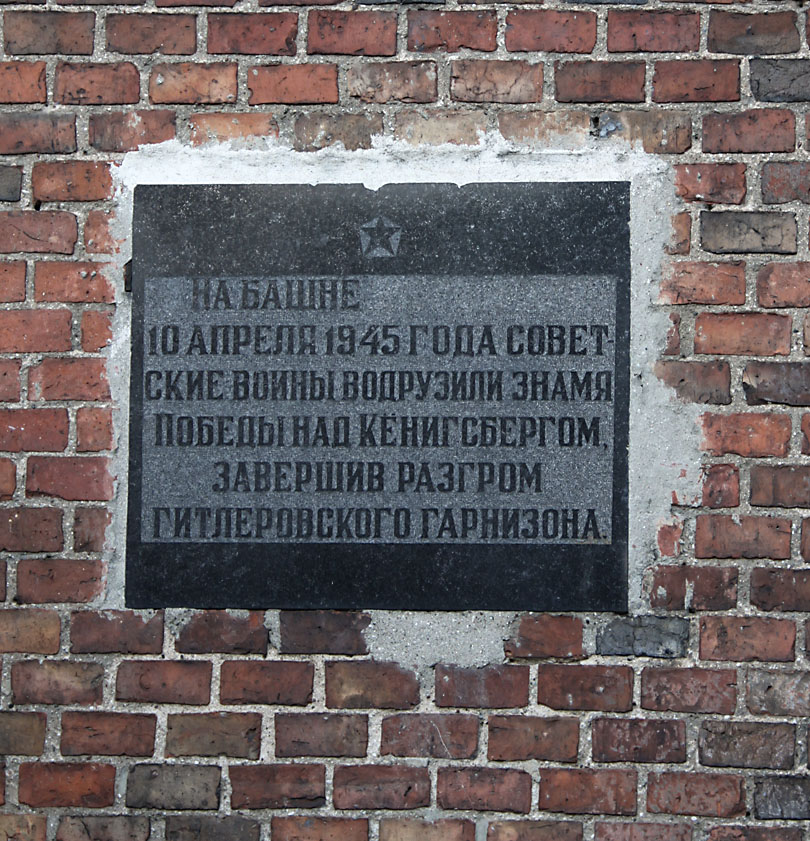 НА БАШНЕ
10 АПРЕЛЯ 1945 ГОДА СОВЕТ-
СКИЕ ВОИНЫ ВОДРУЗИЛИ ЗНАМЯ
ПОБЕДЫ НАД КЁНИГСБЕРГОМ,
ЗАВЕРШИВ РАЗГРОМ
ГИТЛЕРОВСКОГО ГАРНИЗОНА.